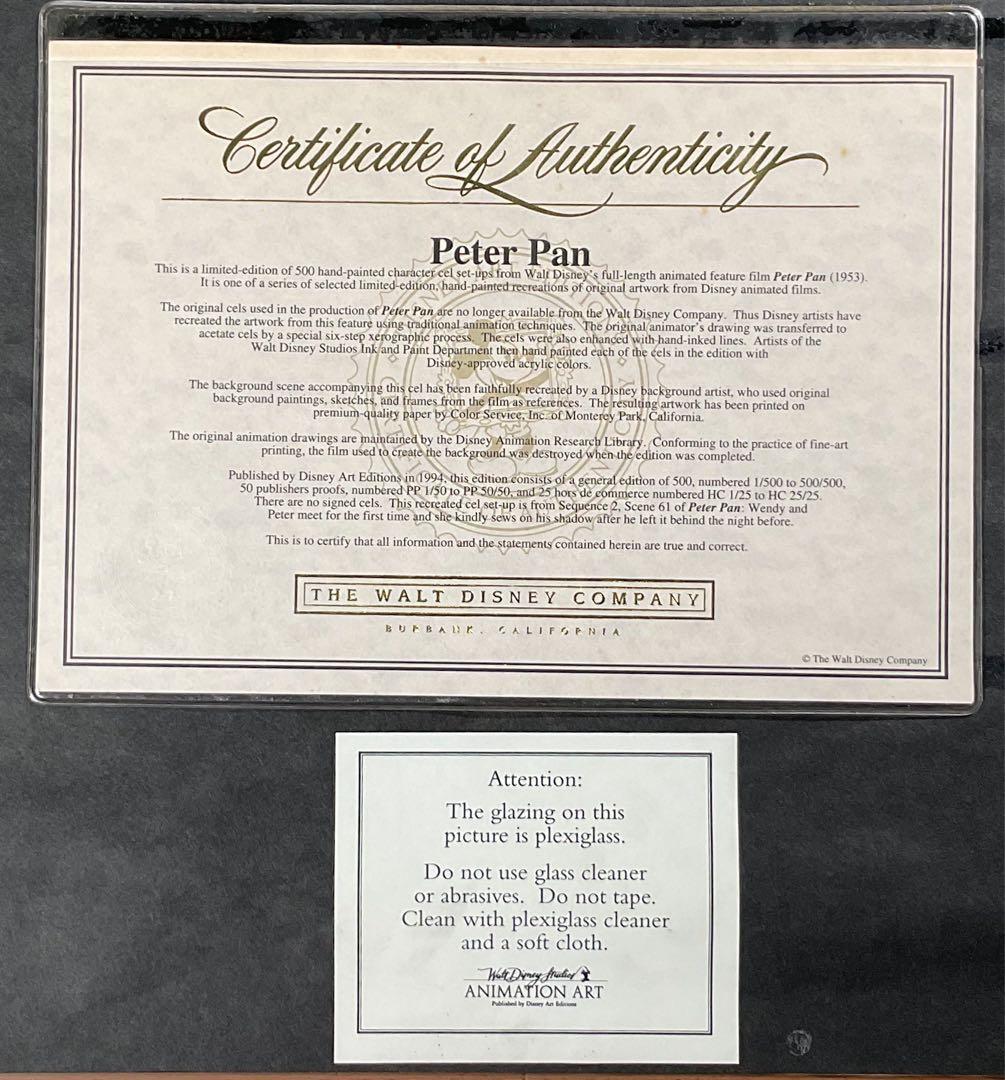 Certificate of Authenticity
Peter Pan
This is a limited-edition of 500 hand-painted character cel set-ups from Walt Disney's full-length animated feature film Peter Pan (1953).
It is one of a series of selected limited-edition, hand-painted recreations of original artwork from Disney animated films.
The original cels used in the production of Peter Pan are no longer available from the Walt Disney Company. Thus Disney artists have
recreated the artwork from this feature using traditional animation techniques. The original animator's drawing was transferred to
acetate cels by a special six-step xerographic process. The cels were also enhanced with hand-inked lines. Artists of the
Walt Disney Studios Ink and Paint Department then hand painted each of the cels in the edition with
Disney-approved acrylic colors.
The background scene accompanying this cel has been faithfully recreated by a Disney background artist, who used original
background paintings, sketches, and frames from the film as references. The resulting artwork has been printed on
premium-quality paper by Color Service, Inc. of Monterey Park, California.
The original animation drawings are maintained by the Disney Animation Research Library. Conforming to the practice of fine-art
printing, the film used to create the background was destroyed when the edition was completed.
Published by Disney Art Editions in 1994, this edition consists of a general edition of 500, numbered 1/500 to 500/500,
50 publishers proofs, numbered PP 1/50 to PP 50/50, and 25 hors de commerce numbered HC 1/25 to HC 25/25.
There are no signed cels. This recreated cel set-up is from Sequence 2, Scene 61 of Peter Pan: Wendy and
Peter meet for the first time and she kindly sews on his shadow after he left it behind the night before.
This is to certify that all information and the statements contained herein are true and correct.
THE WALT DISNEY COMPANY
BURBANK, CALIFORNIA
© The Walt Disney Company
Attention:
The glazing on this
picture is plexiglass.
Do not use glass cleaner
or abrasives. Do not tape.
Clean with plexiglass cleaner
and a soft cloth.
Walt Disney Studios
ANIMATION ART
Published by Disney Art Editions